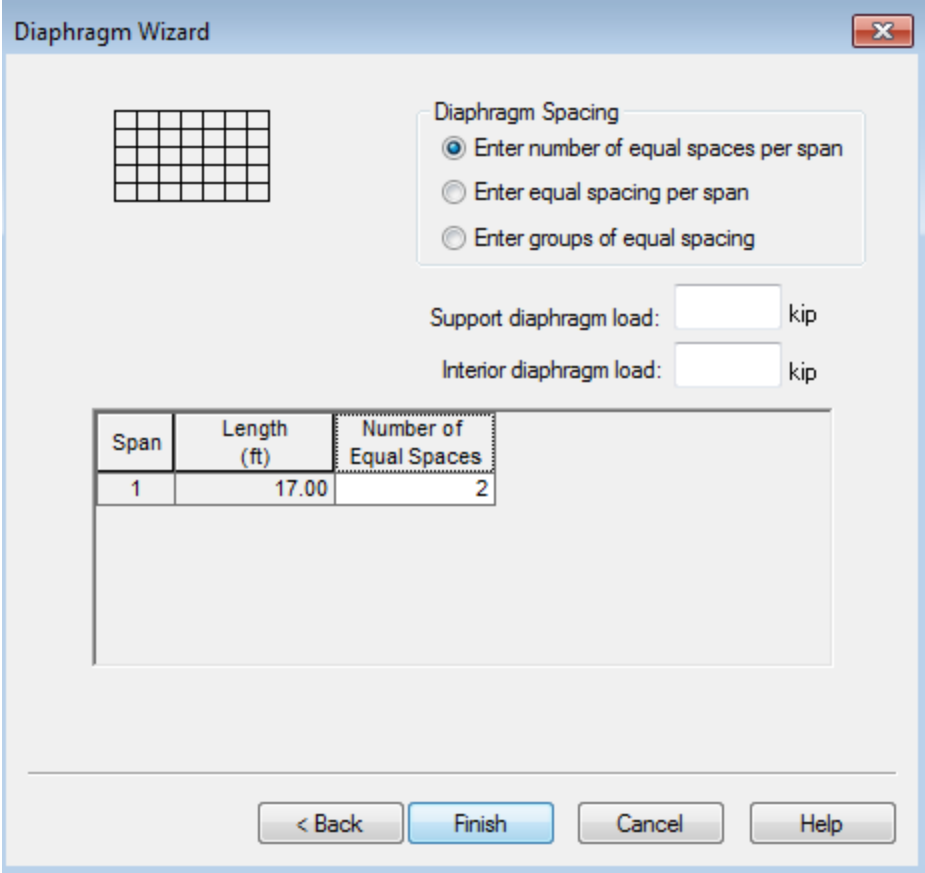 Diaphragm Wizard
Diaphragm Spacing
Enter number of equal spaces per span
Enter equal spacing per span
Enter groups of equal spacing
Support diaphragm load: kip
Interior diaphragm load: kip
Span Length (ft) Number of Equal Spaces
1 17.00 2
< Back Finish Cancel Help